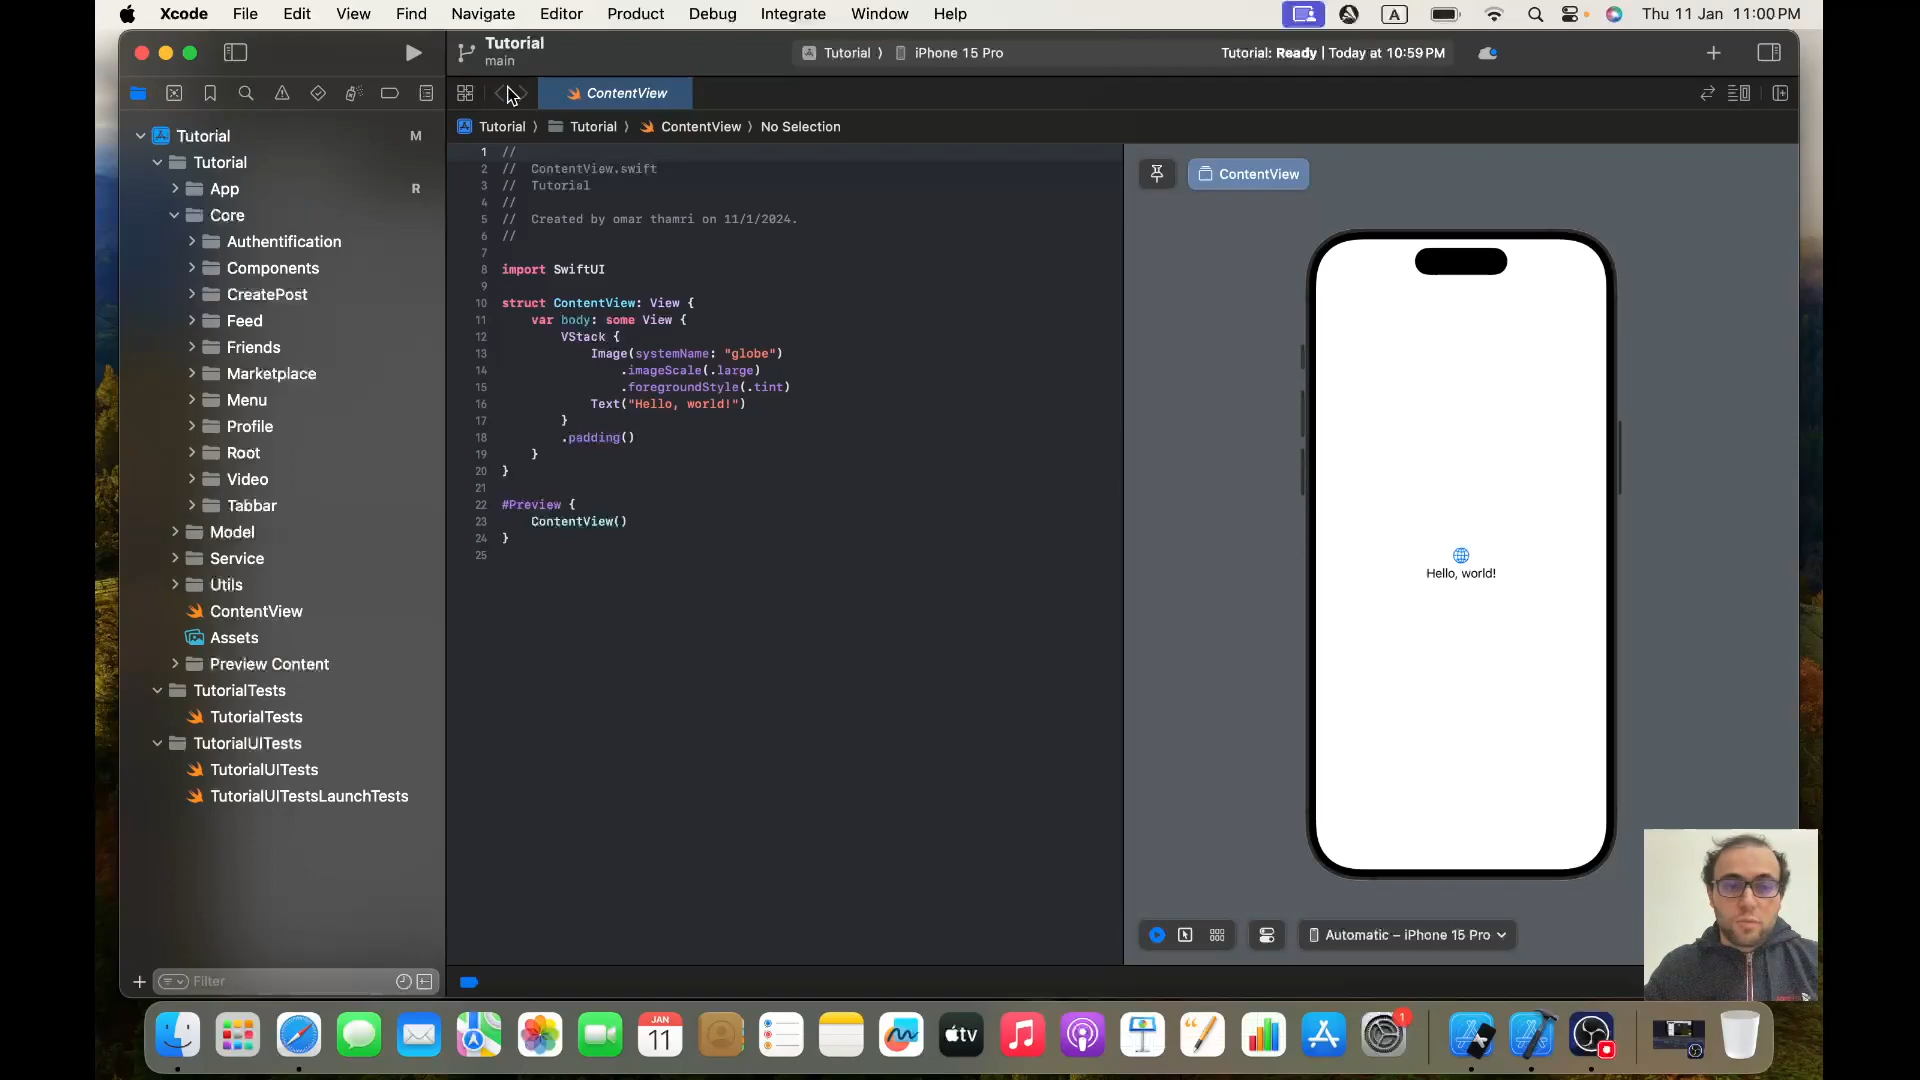 Xcode File Edit View Find Navigate Editor Product Debug Integrate Window Help A Thu 11 Jan 11:00 PM
Tutorial
main
Tutorial 〉 iPhone 15 Pro
Tutorial: Ready | Today at 10:59 PM
ContentView
Tutorial 〉 Tutorial 〉 ContentView 〉 No Selection
Tutorial M
Tutorial
App R
Core
Authentification
Components
CreatePost
Feed
Friends
Marketplace
Menu
Profile
Root
Video
Tabbar
Model
Service
Utils
ContentView
Assets
Preview Content
TutorialTests
TutorialTests
TutorialUITests
TutorialUITests
TutorialUITestsLaunchTests
Filter
1 //
2 // ContentView.swift
3 // Tutorial
4 //
5 // Created by omar thamri on 11/1/2024.
6 //
7
8 import SwiftUI
9
10 struct ContentView: View {
11 var body: some View {
12 VStack {
13 Image(systemName: "globe")
14 .imageScale(.large)
15 .foregroundStyle(.tint)
16 Text("Hello, world!")
17 }
18 .padding()
19 }
20 }
21
22 #Preview {
23 ContentView()
24 }
25
ContentView
Hello, world!
Automatic – iPhone 15 Pro
JAN
11
tv
1